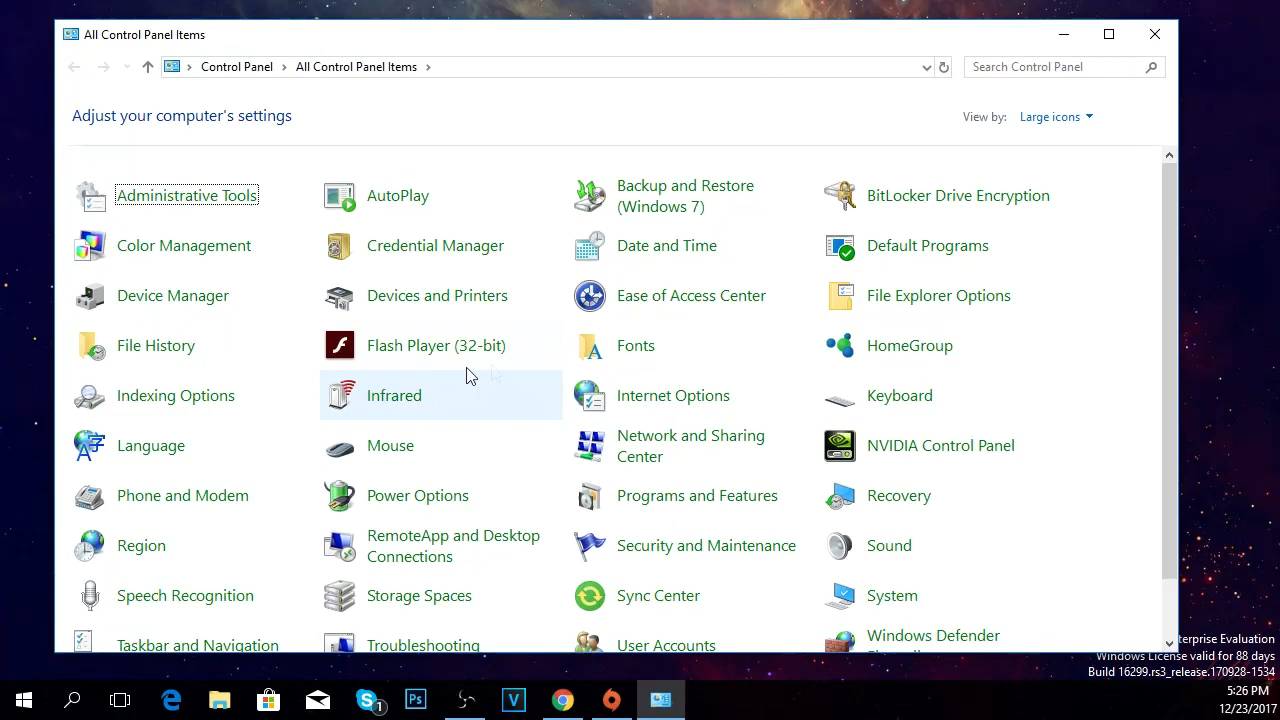 All Control Panel Items
Control Panel
All Control Panel Items
Search Control Panel
Adjust your computer's settings
View by:
Large icons
Administrative Tools
AutoPlay
Backup and Restore
(Windows 7)
BitLocker Drive Encryption
Color Management
Credential Manager
Date and Time
Default Programs
Device Manager
Devices and Printers
Ease of Access Center
File Explorer Options
File History
Flash Player (32-bit)
Fonts
HomeGroup
Indexing Options
Infrared
Internet Options
Keyboard
Language
Mouse
Network and Sharing
Center
NVIDIA Control Panel
Phone and Modem
Power Options
Programs and Features
Recovery
Region
RemoteApp and Desktop
Connections
Security and Maintenance
Sound
Speech Recognition
Storage Spaces
Sync Center
System
Taskbar and Navigation
Troubleshooting
User Accounts
Windows Defender
terprise Evaluation
Windows License valid for 88 days
Build 16299.rs3_release.170928-1534
1
Ps
V
5:26 PM
12/23/2017